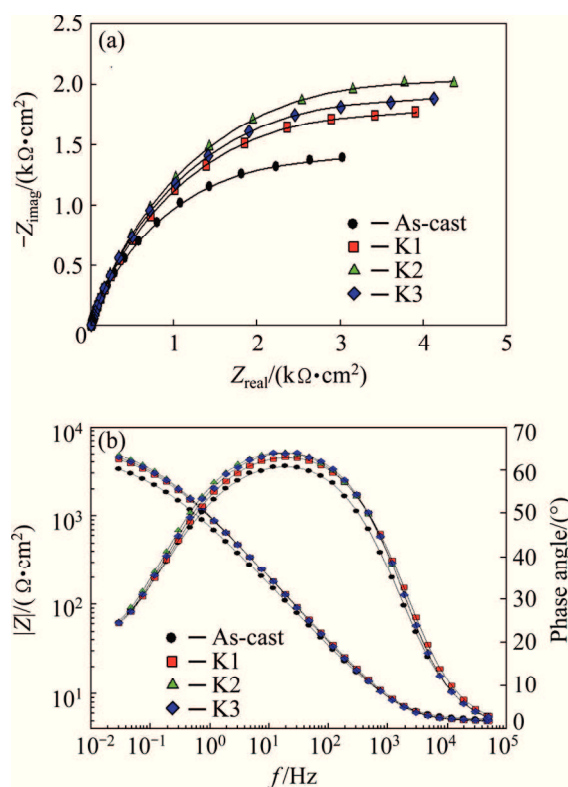 (a)
2.5
2.0
1.5
1.0
0.5
0
−Z_imag/(kΩ·cm²)
● — As-cast
■ — K1
▲ — K2
◆ — K3
1 2 3 4 5
Z_real/(kΩ·cm²)
(b)
10⁴
10³
10²
10¹
|Z|/(Ω·cm²)
70
60
50
40
30
20
10
0
Phase angle/(°)
● — As-cast
■ — K1
▲ — K2
◆ — K3
10⁻² 10⁻¹ 10⁰ 10¹ 10² 10³ 10⁴ 10⁵
f/Hz